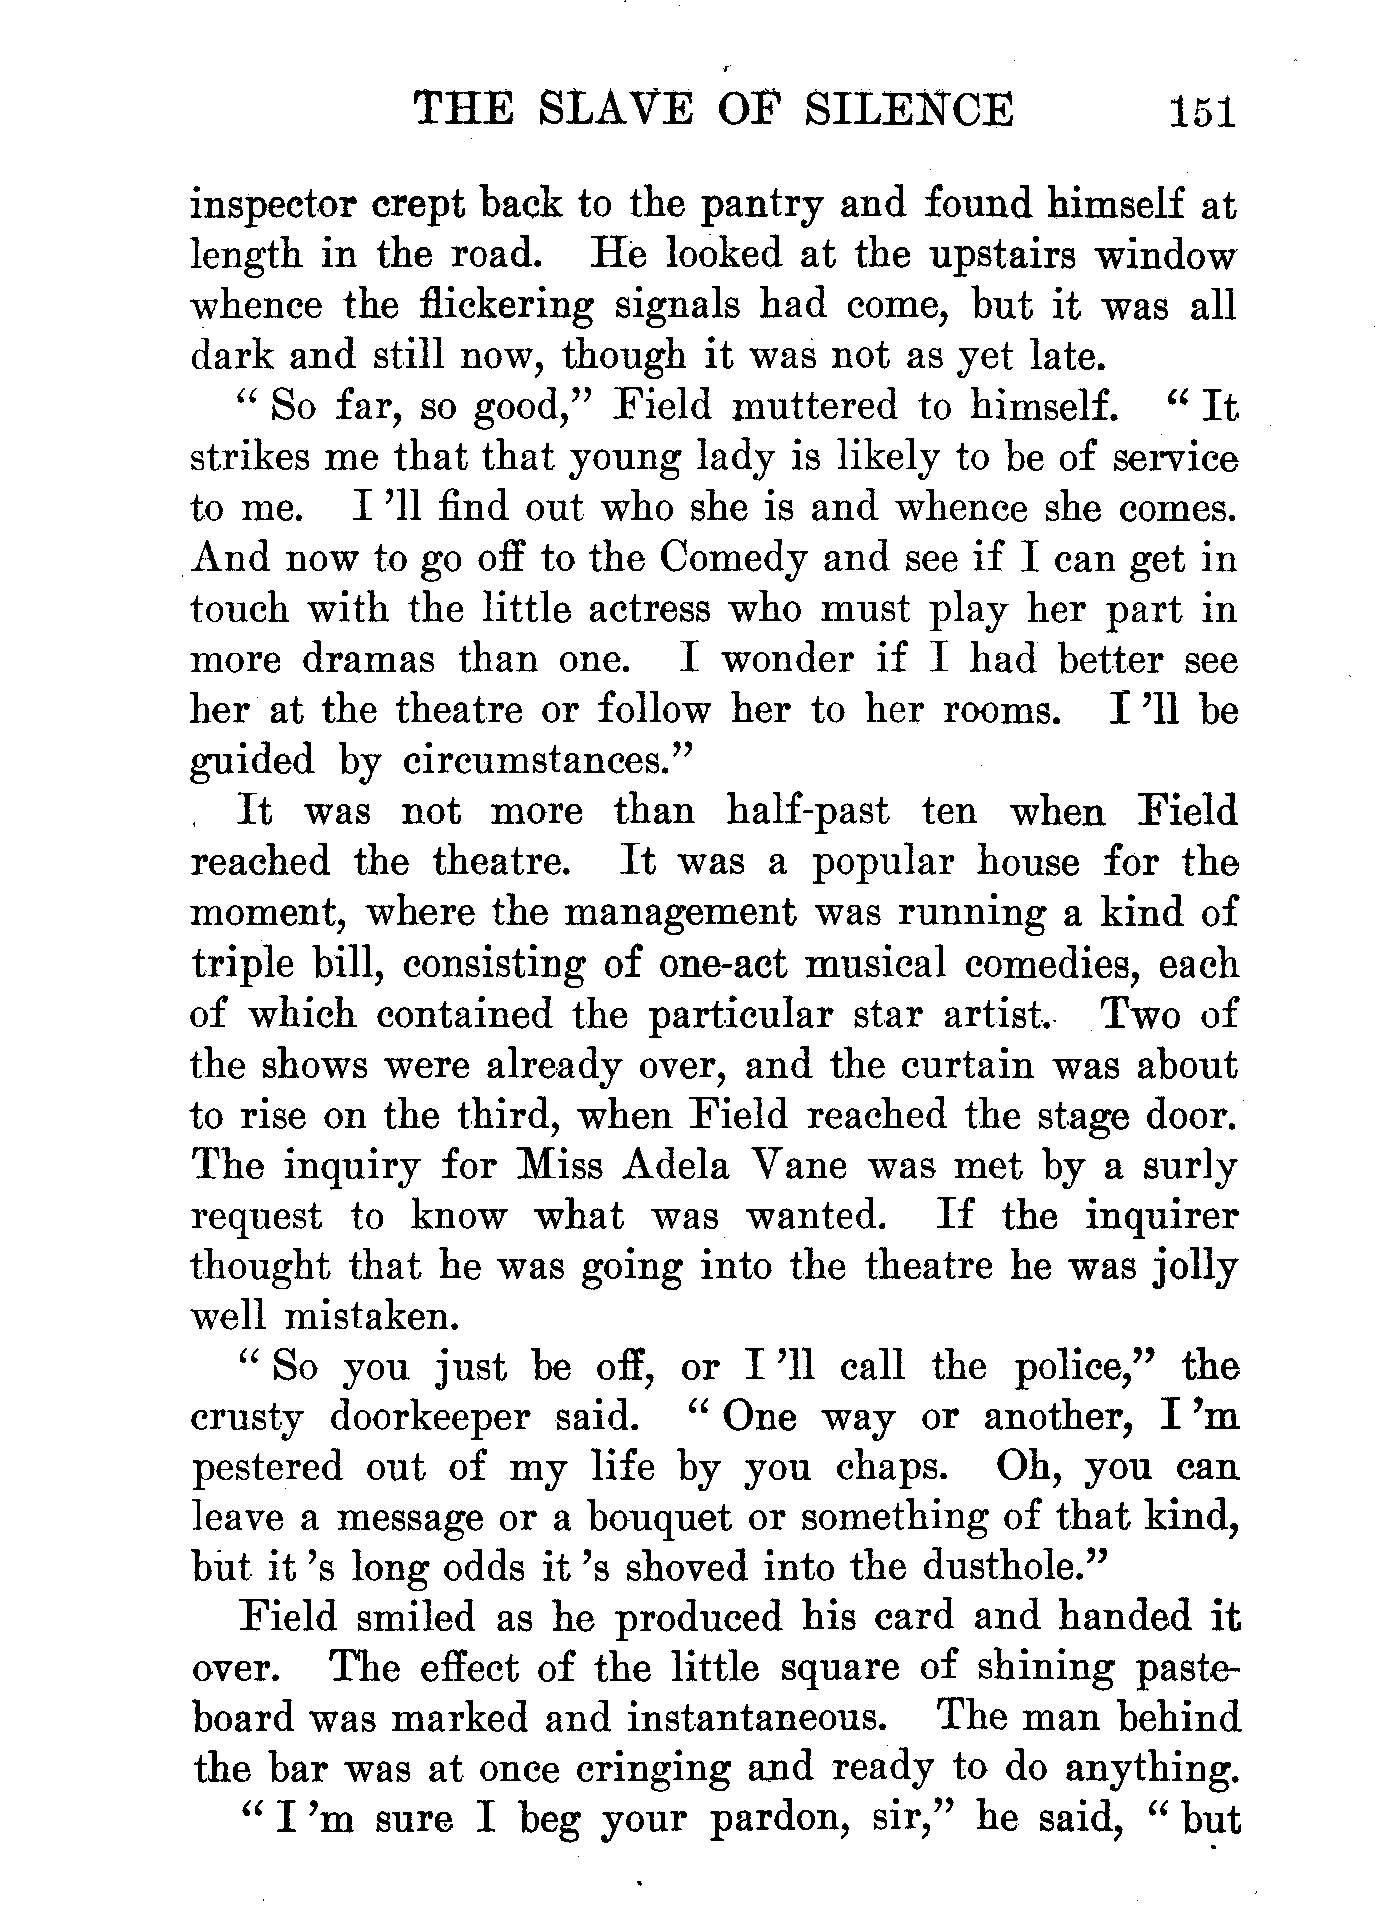 THE SLAVE OF SILENCE 151
inspector crept back to the pantry and found himself at
length in the road. He looked at the upstairs window
whence the flickering signals had come, but it was all
dark and still now, though it was not as yet late.
“ So far, so good,” Field muttered to himself. “ It
strikes me that that young lady is likely to be of service
to me. I ’ll find out who she is and whence she comes.
And now to go off to the Comedy and see if I can get in
touch with the little actress who must play her part in
more dramas than one. I wonder if I had better see
her at the theatre or follow her to her rooms. I ’ll be
guided by circumstances.”
It was not more than half-past ten when Field
reached the theatre. It was a popular house for the
moment, where the management was running a kind of
triple bill, consisting of one-act musical comedies, each
of which contained the particular star artist. Two of
the shows were already over, and the curtain was about
to rise on the third, when Field reached the stage door.
The inquiry for Miss Adela Vane was met by a surly
request to know what was wanted. If the inquirer
thought that he was going into the theatre he was jolly
well mistaken.
“ So you just be off, or I ’ll call the police,” the
crusty doorkeeper said. “ One way or another, I ’m
pestered out of my life by you chaps. Oh, you can
leave a message or a bouquet or something of that kind,
but it ’s long odds it ’s shoved into the dusthole.”
Field smiled as he produced his card and handed it
over. The effect of the little square of shining paste-
board was marked and instantaneous. The man behind
the bar was at once cringing and ready to do anything.
“ I ’m sure I beg your pardon, sir,” he said, “ but